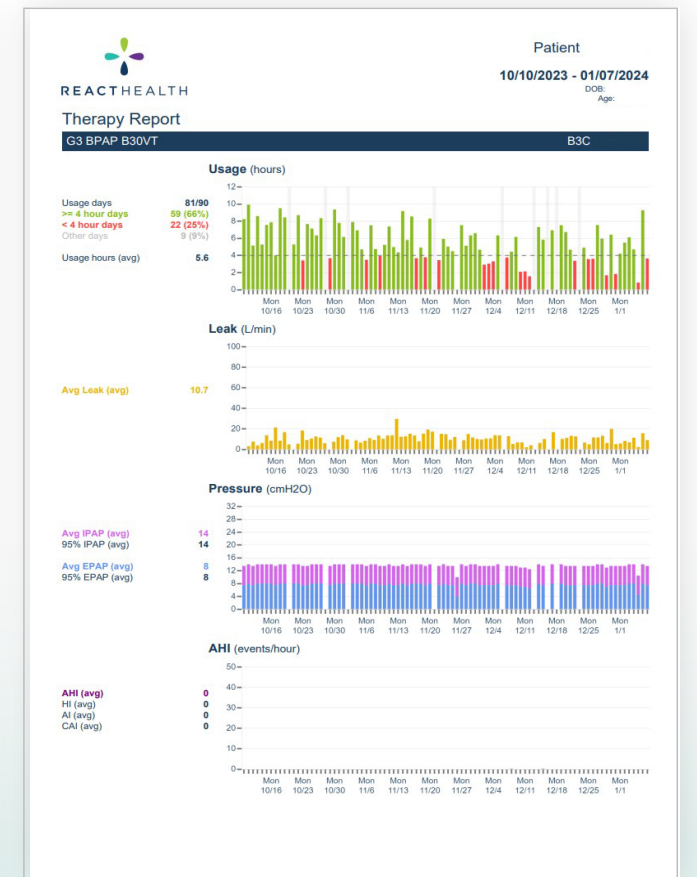 REACTHEALTH
Patient
10/10/2023 - 01/07/2024
DOB:
Age:
Therapy Report
G3 BPAP B30VT B3C
Usage (hours)
Usage days 81/90
>= 4 hour days 59 (66%)
< 4 hour days 22 (25%)
Other days 9 (9%)
Usage hours (avg) 5.6
12
10
8
6
4
2
0
Mon Mon Mon Mon Mon Mon Mon Mon Mon Mon Mon Mon
10/16 10/23 10/30 11/6 11/13 11/20 11/27 12/4 12/11 12/18 12/25 1/1
Leak (L/min)
Avg Leak (avg) 10.7
100
80
60
40
20
0
Mon Mon Mon Mon Mon Mon Mon Mon Mon Mon Mon Mon
10/16 10/23 10/30 11/6 11/13 11/20 11/27 12/4 12/11 12/18 12/25 1/1
Pressure (cmH2O)
Avg IPAP (avg) 14
95% IPAP (avg) 14
Avg EPAP (avg) 8
95% EPAP (avg) 8
32
28
24
20
16
12
8
4
0
Mon Mon Mon Mon Mon Mon Mon Mon Mon Mon Mon Mon
10/16 10/23 10/30 11/6 11/13 11/20 11/27 12/4 12/11 12/18 12/25 1/1
AHI (events/hour)
AHI (avg) 0
HI (avg) 0
AI (avg) 0
CAI (avg) 0
50
40
30
20
10
0
Mon Mon Mon Mon Mon Mon Mon Mon Mon Mon Mon Mon
10/16 10/23 10/30 11/6 11/13 11/20 11/27 12/4 12/11 12/18 12/25 1/1